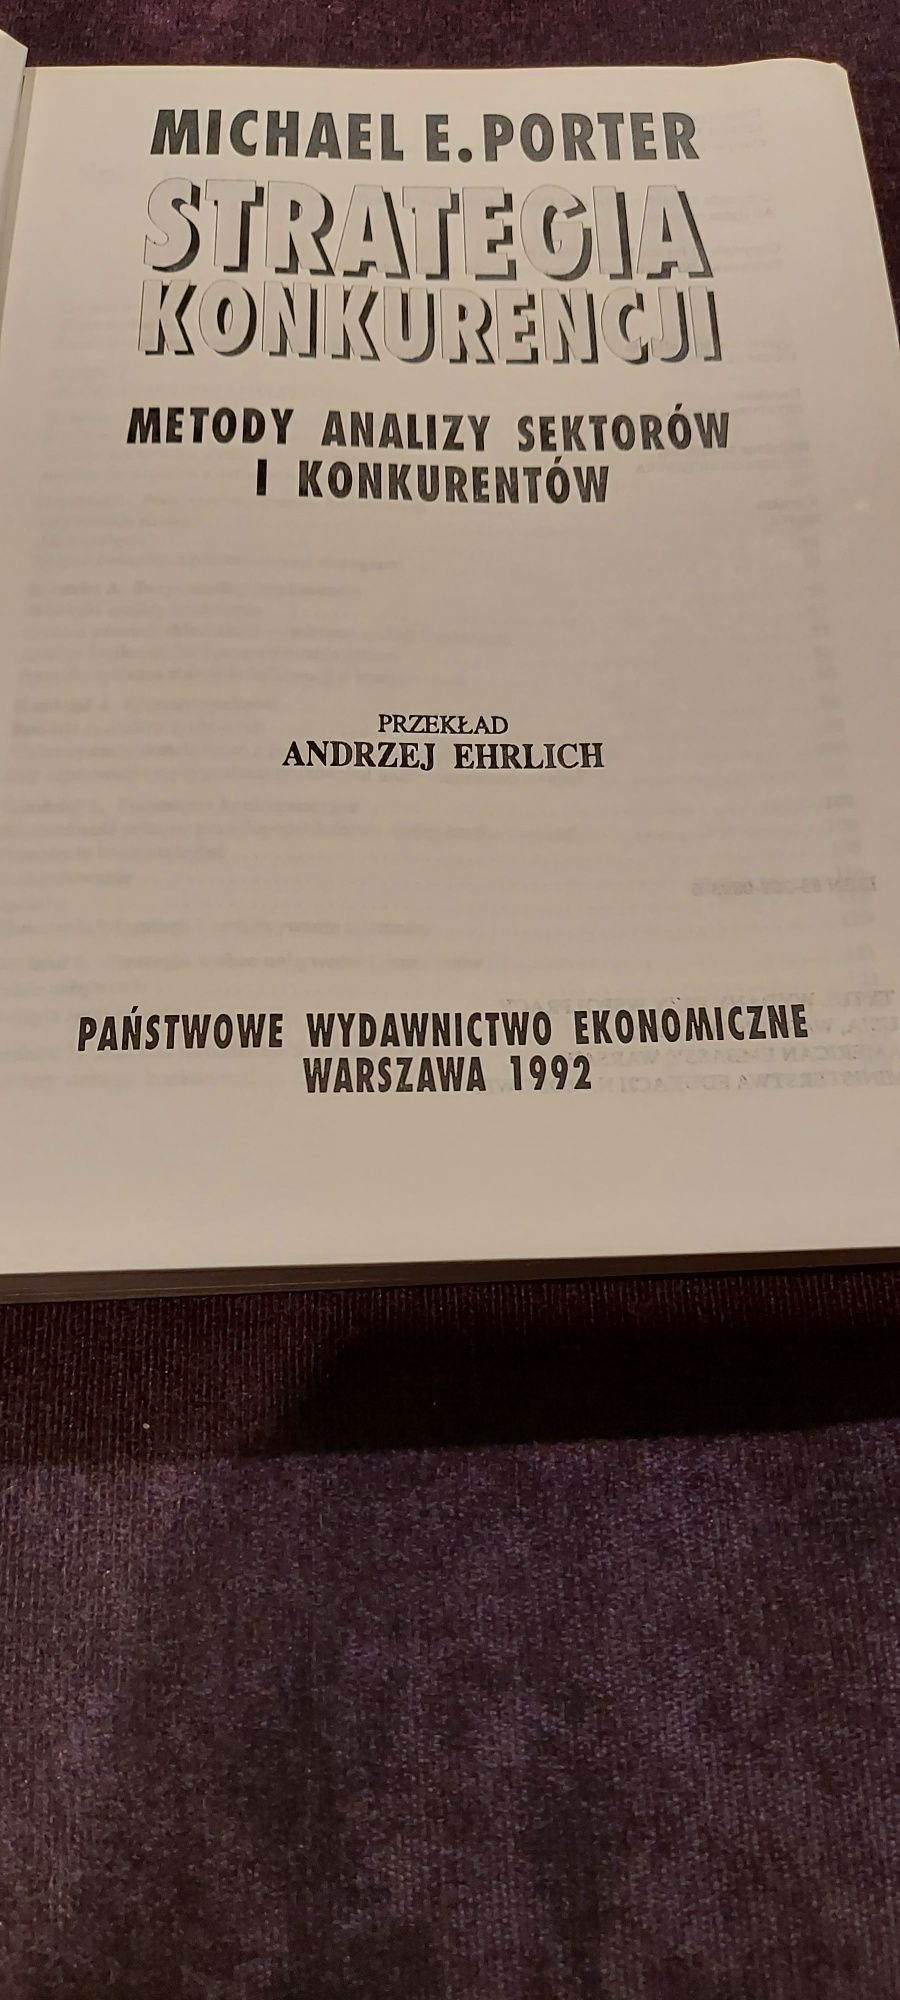 MICHAEL E. PORTER
STRATEGIA
KONKURENCJI
METODY ANALIZY SEKTORÓW
I KONKURENTÓW
PRZEKŁAD
ANDRZEJ EHRLICH
PAŃSTWOWE WYDAWNICTWO EKONOMICZNE
WARSZAWA 1992